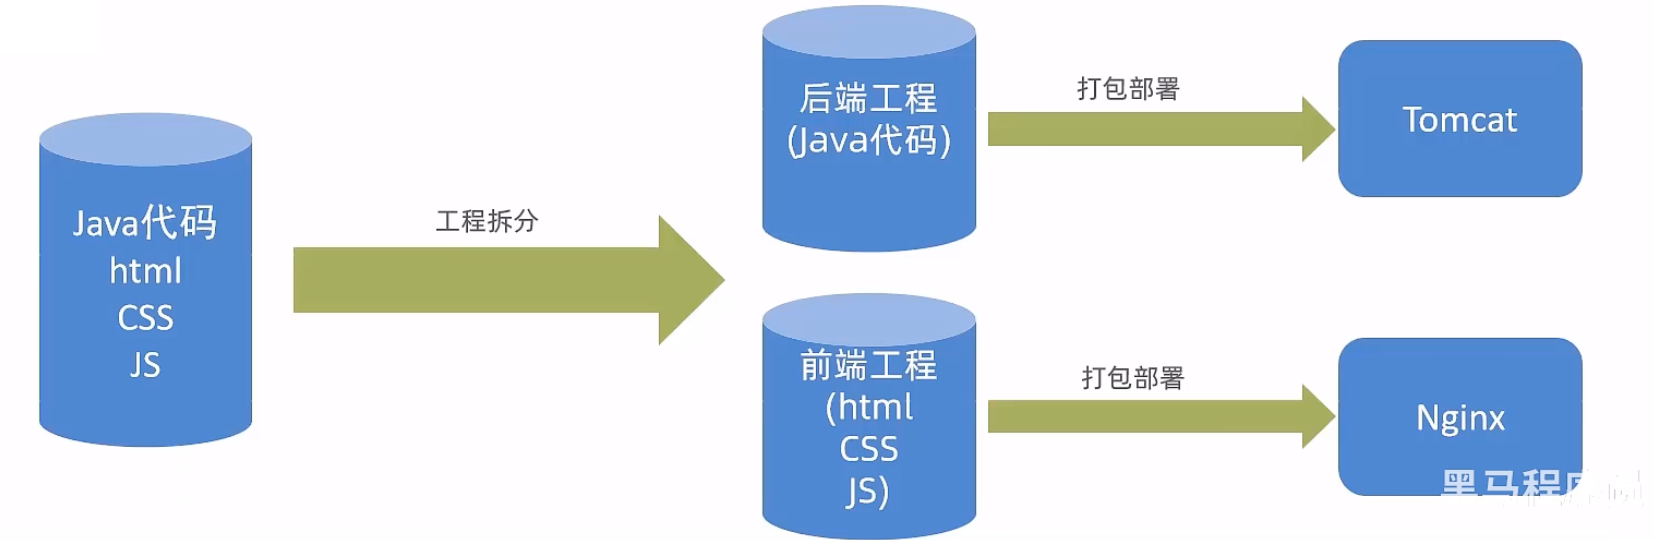 Java代码
html
CSS
JS
工程拆分
后端工程
(Java代码)
打包部署
Tomcat
前端工程
(html
CSS
JS)
打包部署
Nginx
黑马程序员